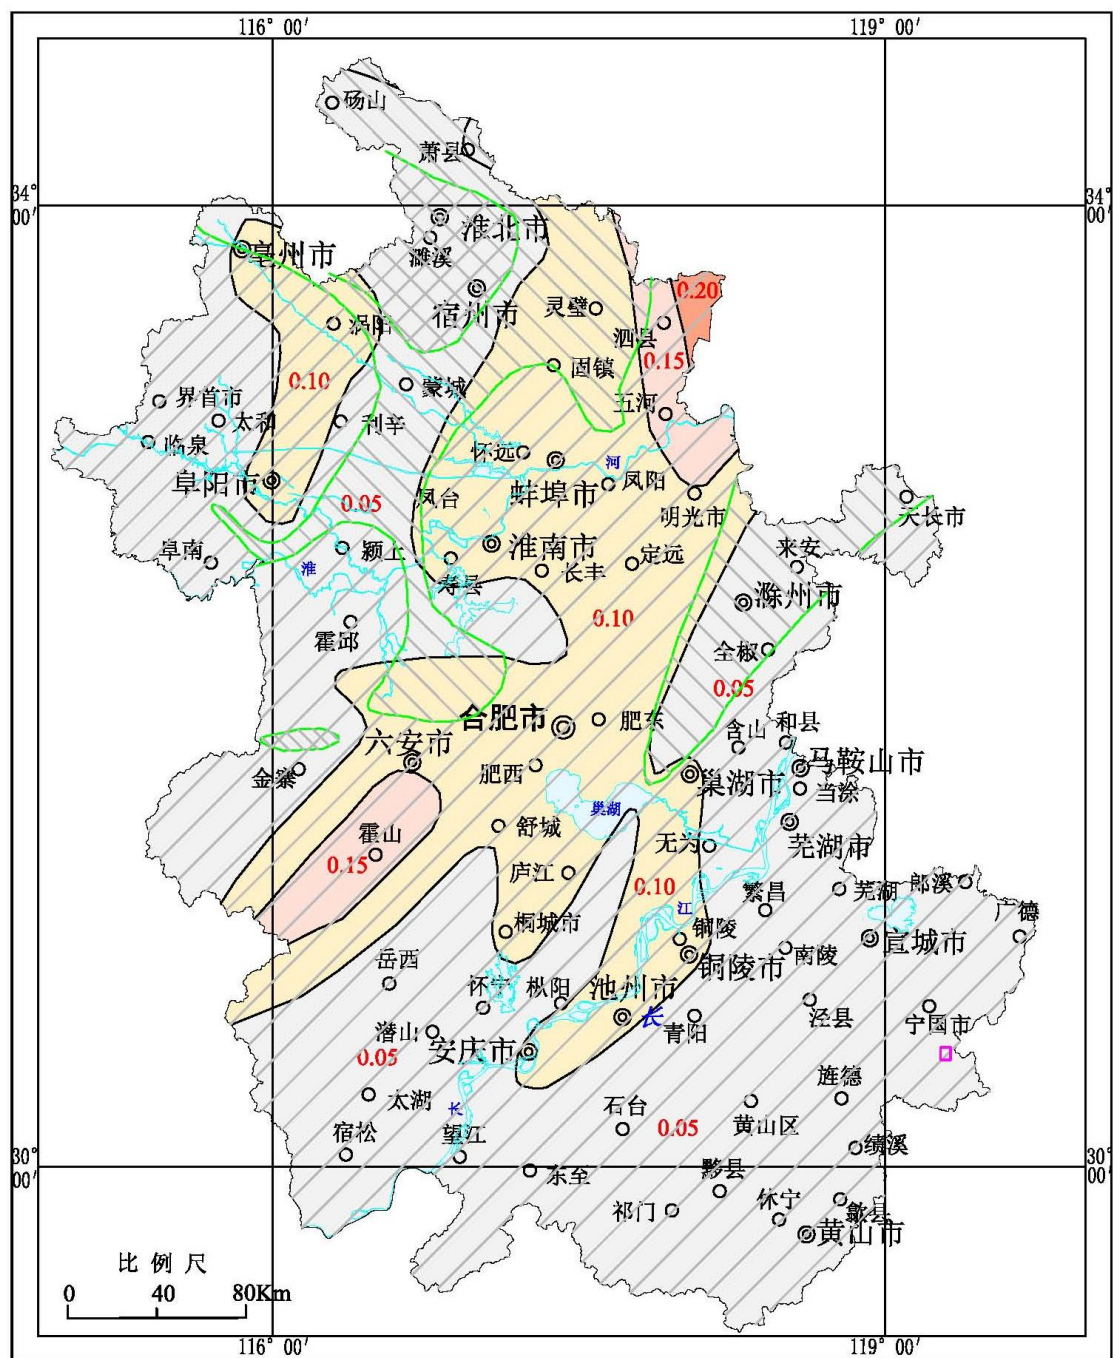 116° 00′
119° 00′
砀山
萧县
34°
00′
34°
00′
淮北市
濉溪
亳州市
宿州市
灵璧
0.20
涡阳
泗县
0.15
固镇
0.10
蒙城
界首市
五河
太和
利辛
临泉
怀远
河
阜阳市
凤台
蚌埠市
凤阳
明光市
天长市
0.05
阜南
颍上
淮
淮南市
定远
来安
寿县
长丰
滁州市
0.10
霍邱
全椒
0.05
合肥市
肥东
含山
和县
六安市
金寨
肥西
巢湖市
马鞍山市
当涂
巢湖
霍山
0.15
舒城
无为
芜湖市
庐江
0.10
繁昌
芜湖
郎溪
广德
江
桐城市
铜陵
铜陵市
南陵
宣城市
岳西
怀宁
枞阳
池州市
长
青阳
泾县
宁国市
潜山
0.05
安庆市
太湖
长
石台
黄山区
旌德
宿松
望江
0.05
绩溪
30°
00′
30°
00′
东至
黟县
祁门
休宁
歙县
黄山市
比 例 尺
0 40 80Km
116° 00′
119° 00′